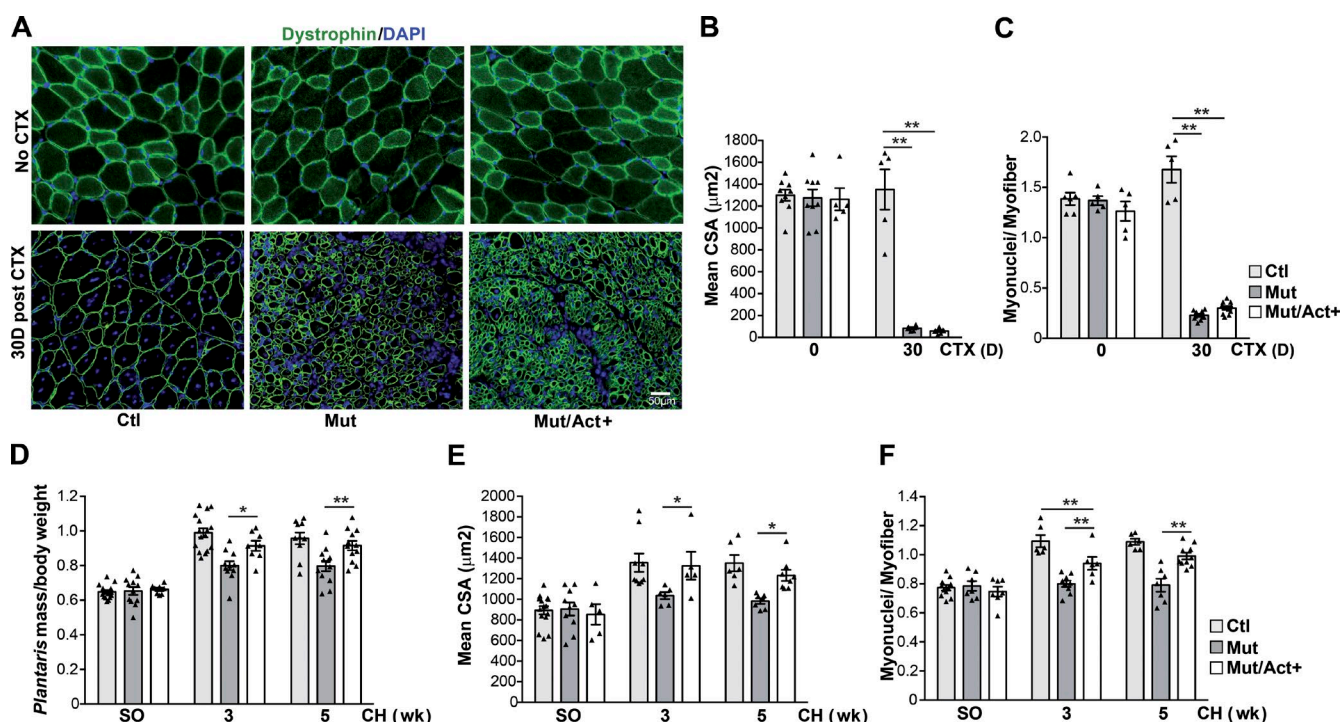 A
Dystrophin/DAPI
No CTX
30D post CTX
50μm
Ctl
Mut
Mut/Act+
B
Mean CSA (μm2)
1800
1600
1400
1200
1000
800
600
400
200
0
**
**
0
30
CTX (D)
C
Myonuclei/ Myofiber
2.0
1.5
1.0
0.5
0
**
**
0
30
CTX (D)
Ctl
Mut
Mut/Act+
D
Plantaris mass/body weight
1.2
1.0
0.8
0.6
0.4
0.2
0
*
**
SO
3
5
CH (wk)
E
Mean CSA (μm2)
2000
1800
1600
1400
1200
1000
800
600
400
200
0
*
*
SO
3
5
CH (wk)
F
Myonuclei/ Myofiber
1.4
1.2
1.0
0.8
0.6
0.4
0.2
0
**
**
**
SO
3
5
CH (wk)
Ctl
Mut
Mut/Act+